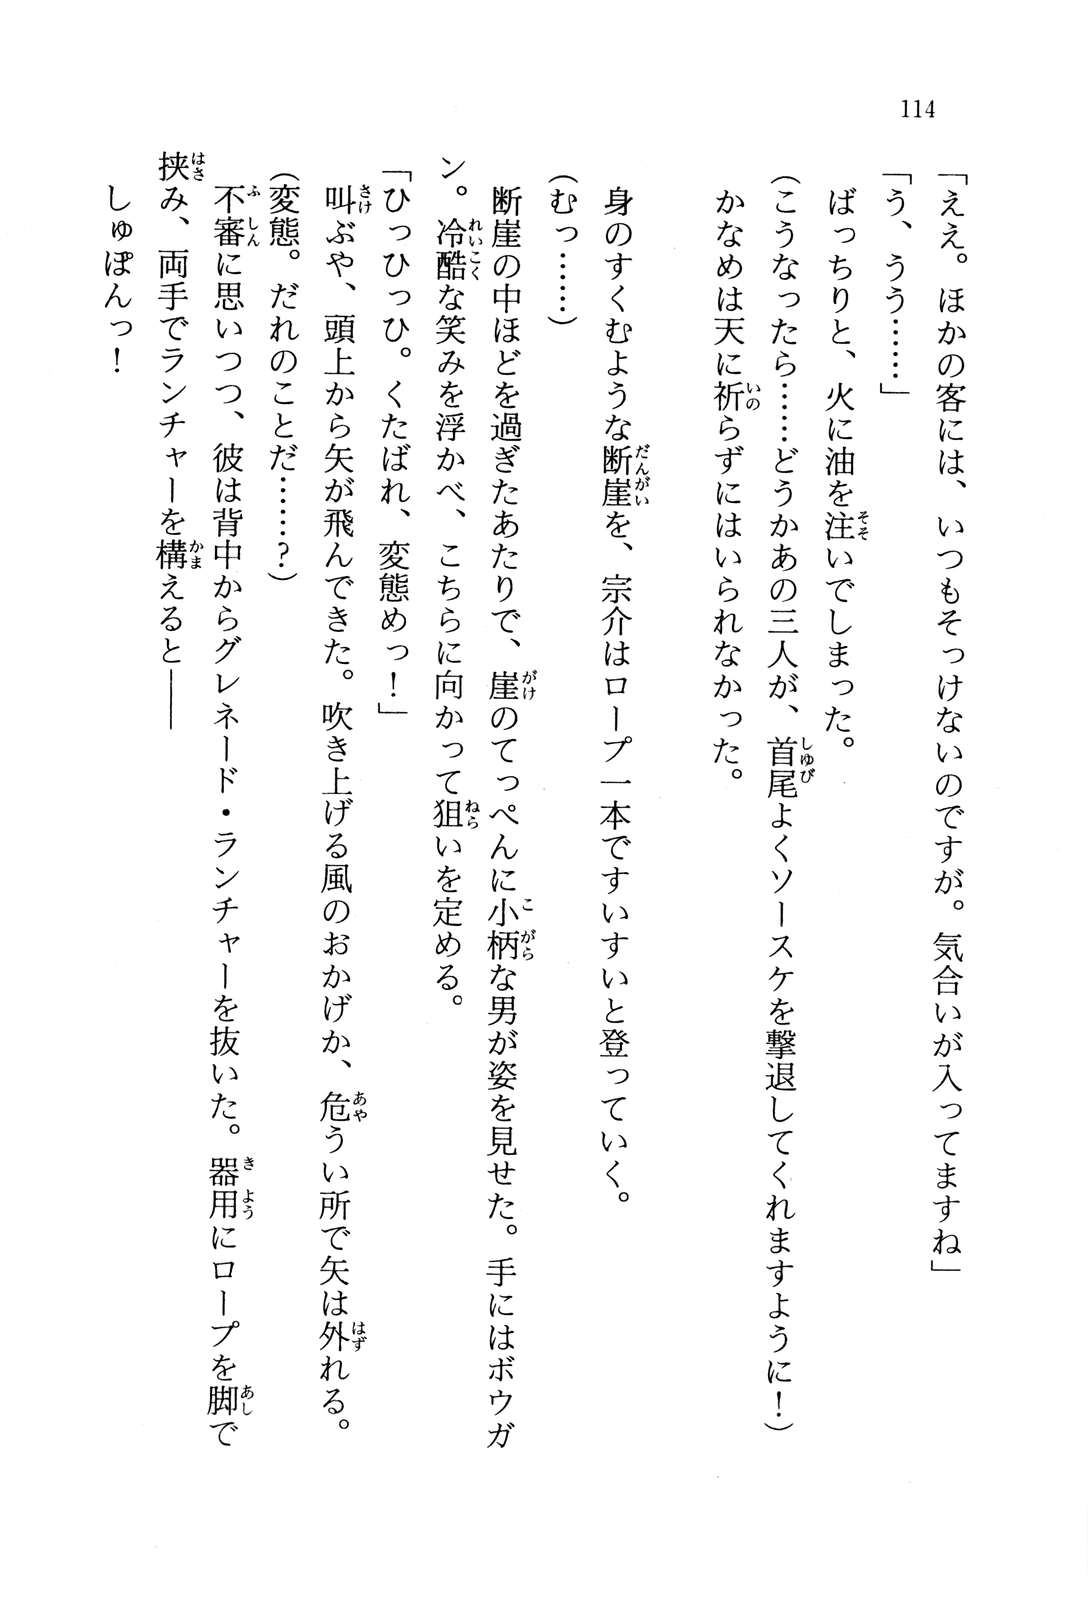 114
「ええ。ほかの客には、いつもそっけないのですが。気合いが入ってますね」
「う、うう……」
ばっちりと、火に油を注いでしまった。
（こうなったら……どうかあの三人が、首尾よくソースケを撃退してくれますように！）
かなめは天に祈らずにはいられなかった。
身のすくむような断崖を、宗介はロープ一本ですいすいと登っていく。
（むっ……）
断崖の中ほどを過ぎたあたりで、崖のてっぺんに小柄な男が姿を見せた。手にはボウガ
ン。冷酷な笑みを浮かべ、こちらに向かって狙いを定める。
「ひっひっひ。くたばれ、変態めっ！」
叫ぶや、頭上から矢が飛んできた。吹き上げる風のおかげか、危うい所で矢は外れる。
（変態。だれのことだ……？）
不審に思いつつ、彼は背中からグレネード・ランチャーを抜いた。器用にロープを脚で
挟み、両手でランチャーを構えると――
しゅぽんっ！